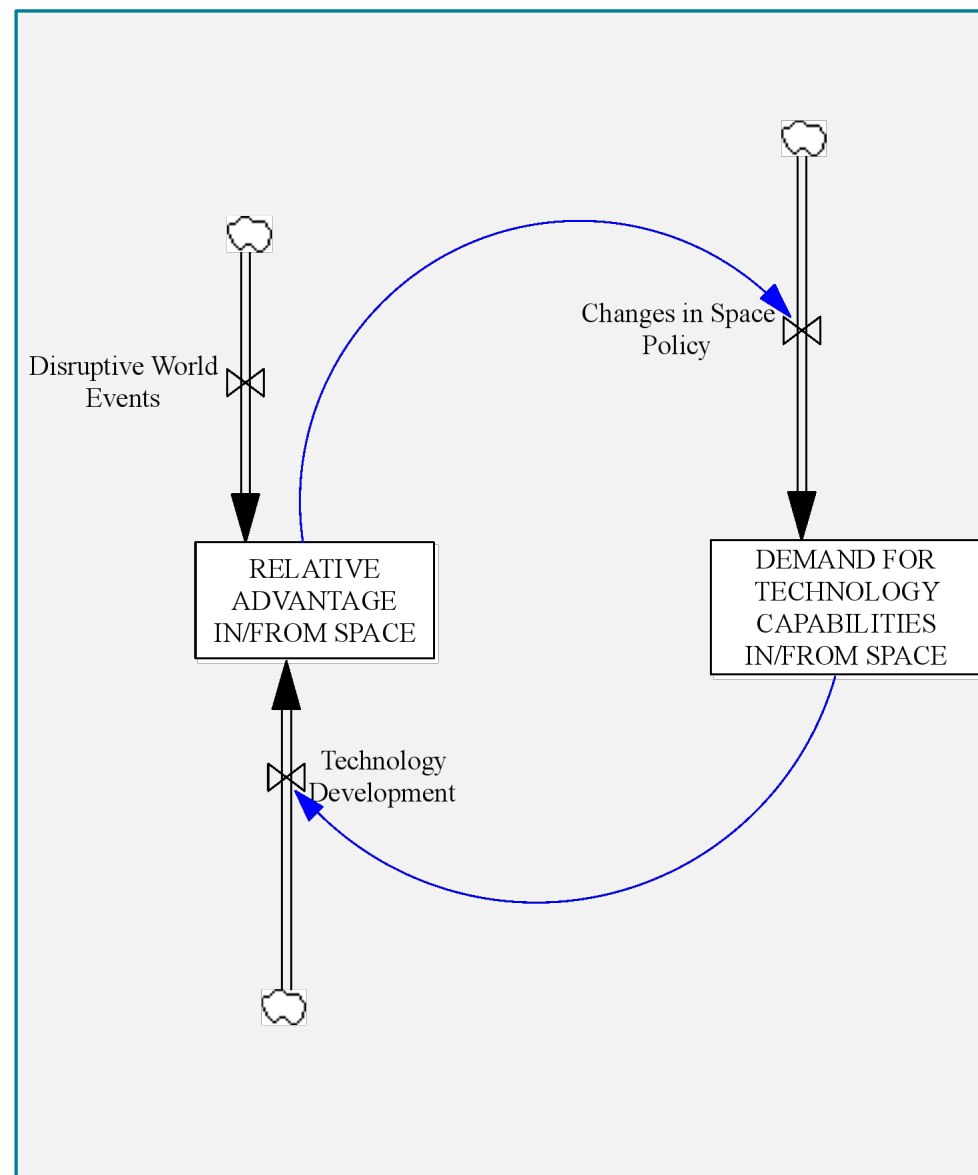 Changes in Space
Policy
Disruptive World
Events
RELATIVE
ADVANTAGE
IN/FROM SPACE
DEMAND FOR
TECHNOLOGY
CAPABILITIES
IN/FROM SPACE
Technology
Development